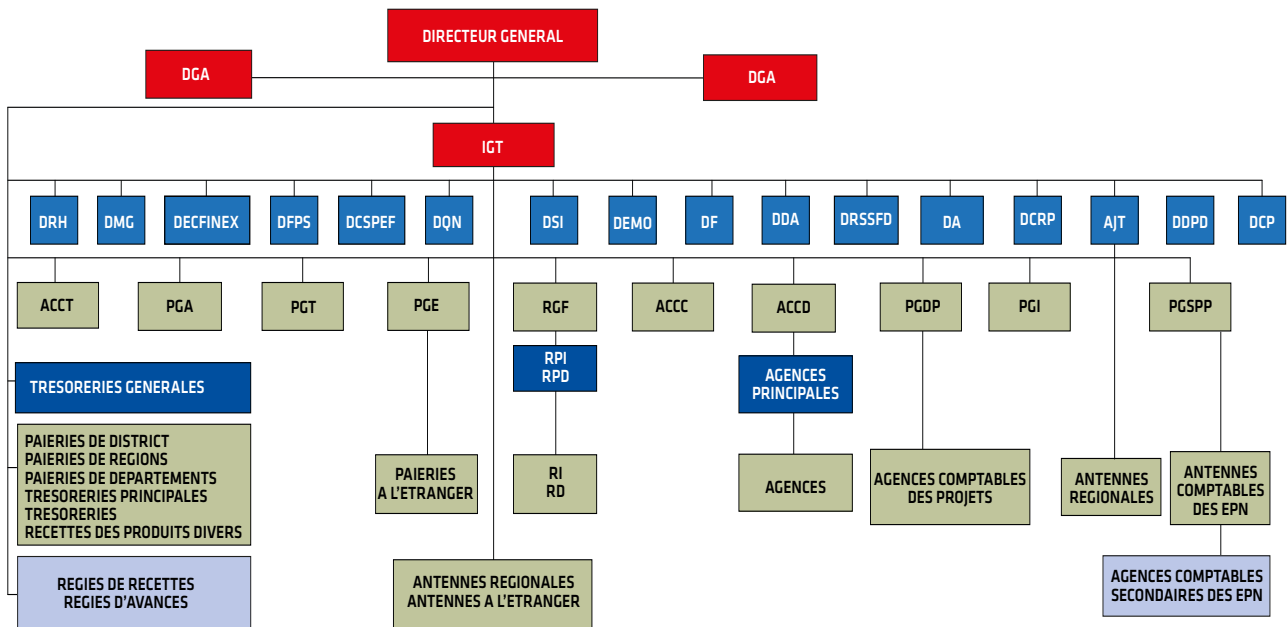 DIRECTEUR GENERAL
DGA
DGA
IGT
DRH
DMG
DECFINEX
DFPS
DCSPEF
DQN
DSI
DEMO
DF
DDA
DRSSFD
DA
DCRP
AJT
DDPD
DCP
ACCT
PGA
PGT
PGE
RGF
ACCC
ACCD
PGDP
PGI
PGSPP
RPI
RPD
AGENCES
PRINCIPALES
TRESORERIES GENERALES
PAIERIES DE DISTRICT
PAIERIES DE REGIONS
PAIERIES DE DEPARTEMENTS
TRESORERIES PRINCIPALES
TRESORERIES
RECETTES DES PRODUITS DIVERS
PAIERIES
A L'ETRANGER
RI
RD
AGENCES
AGENCES COMPTABLES
DES PROJETS
ANTENNES
REGIONALES
ANTENNES
COMPTABLES
DES EPN
REGIES DE RECETTES
REGIES D'AVANCES
ANTENNES REGIONALES
ANTENNES A L'ETRANGER
AGENCES COMPTABLES
SECONDAIRES DES EPN